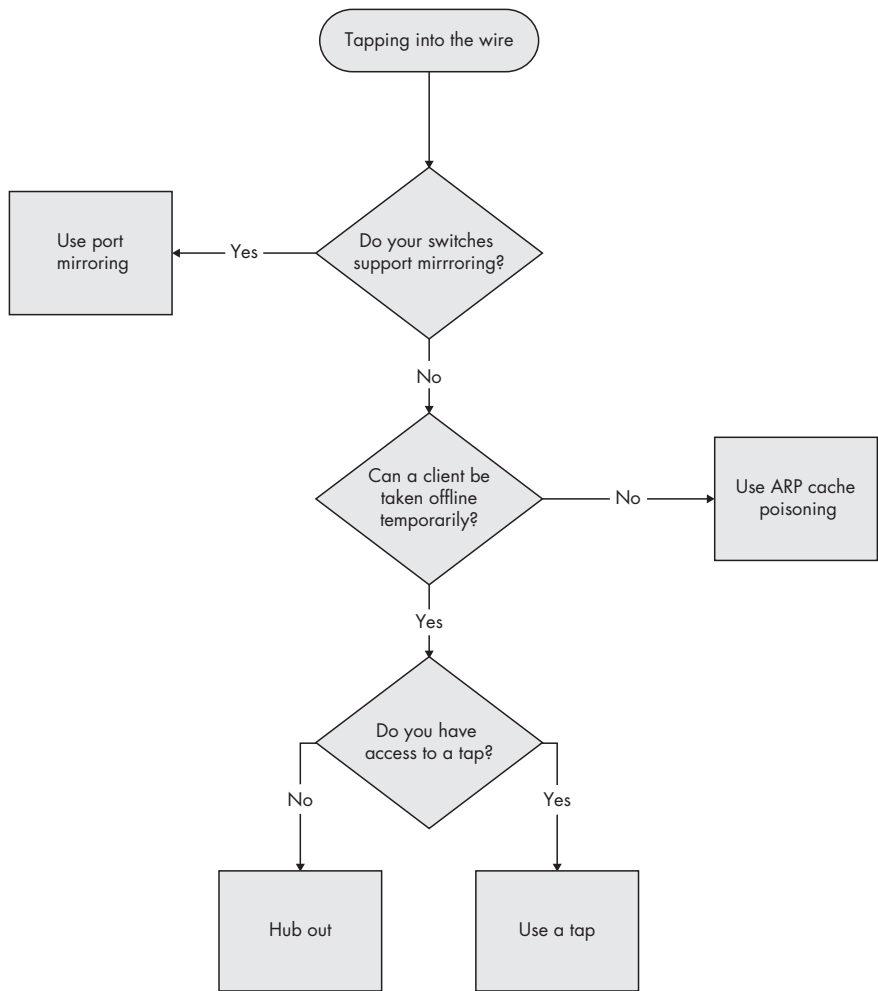 Tapping into the wire
Do your switches
support mirrroring?
Yes
Use port
mirroring
No
Can a client be
taken offline
temporarily?
No
Use ARP cache
poisoning
Yes
Do you have
access to a tap?
No
Yes
Hub out
Use a tap